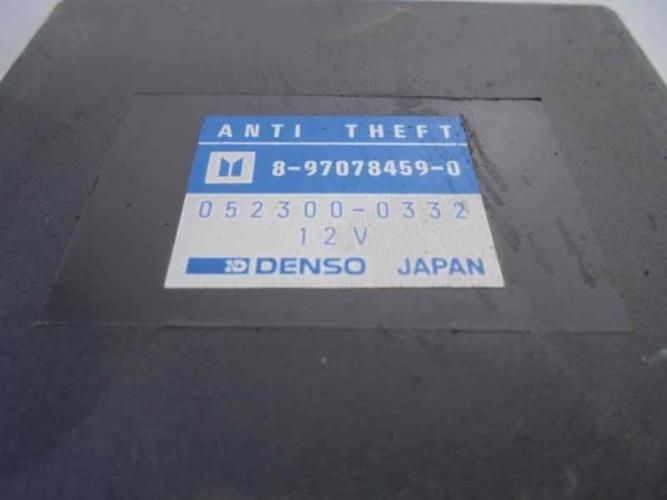 ANTI THEFT
8-97078459-0
052300-0332
12V
DENSO JAPAN